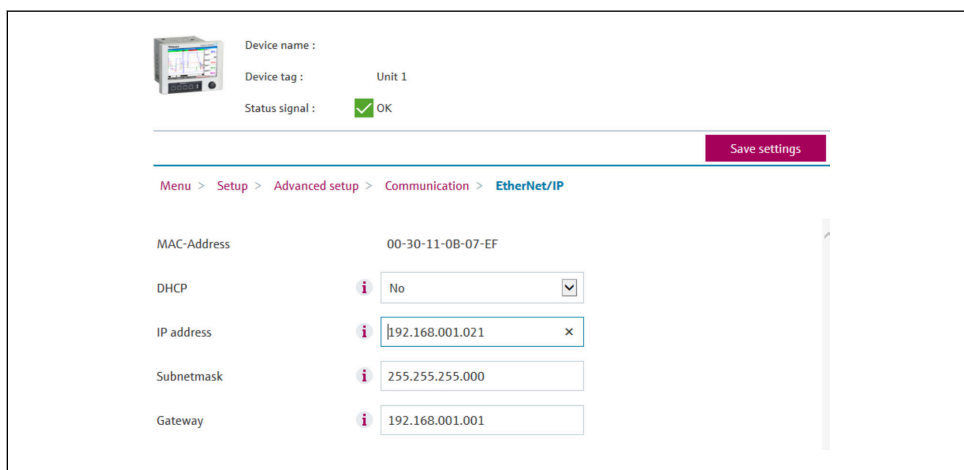 Device name :
Device tag : Unit 1
Status signal : OK
Save settings
Menu > Setup > Advanced setup > Communication > EtherNet/IP
MAC-Address 00-30-11-0B-07-EF
DHCP i No
IP address i 192.168.001.021 ×
Subnetmask i 255.255.255.000
Gateway i 192.168.001.001